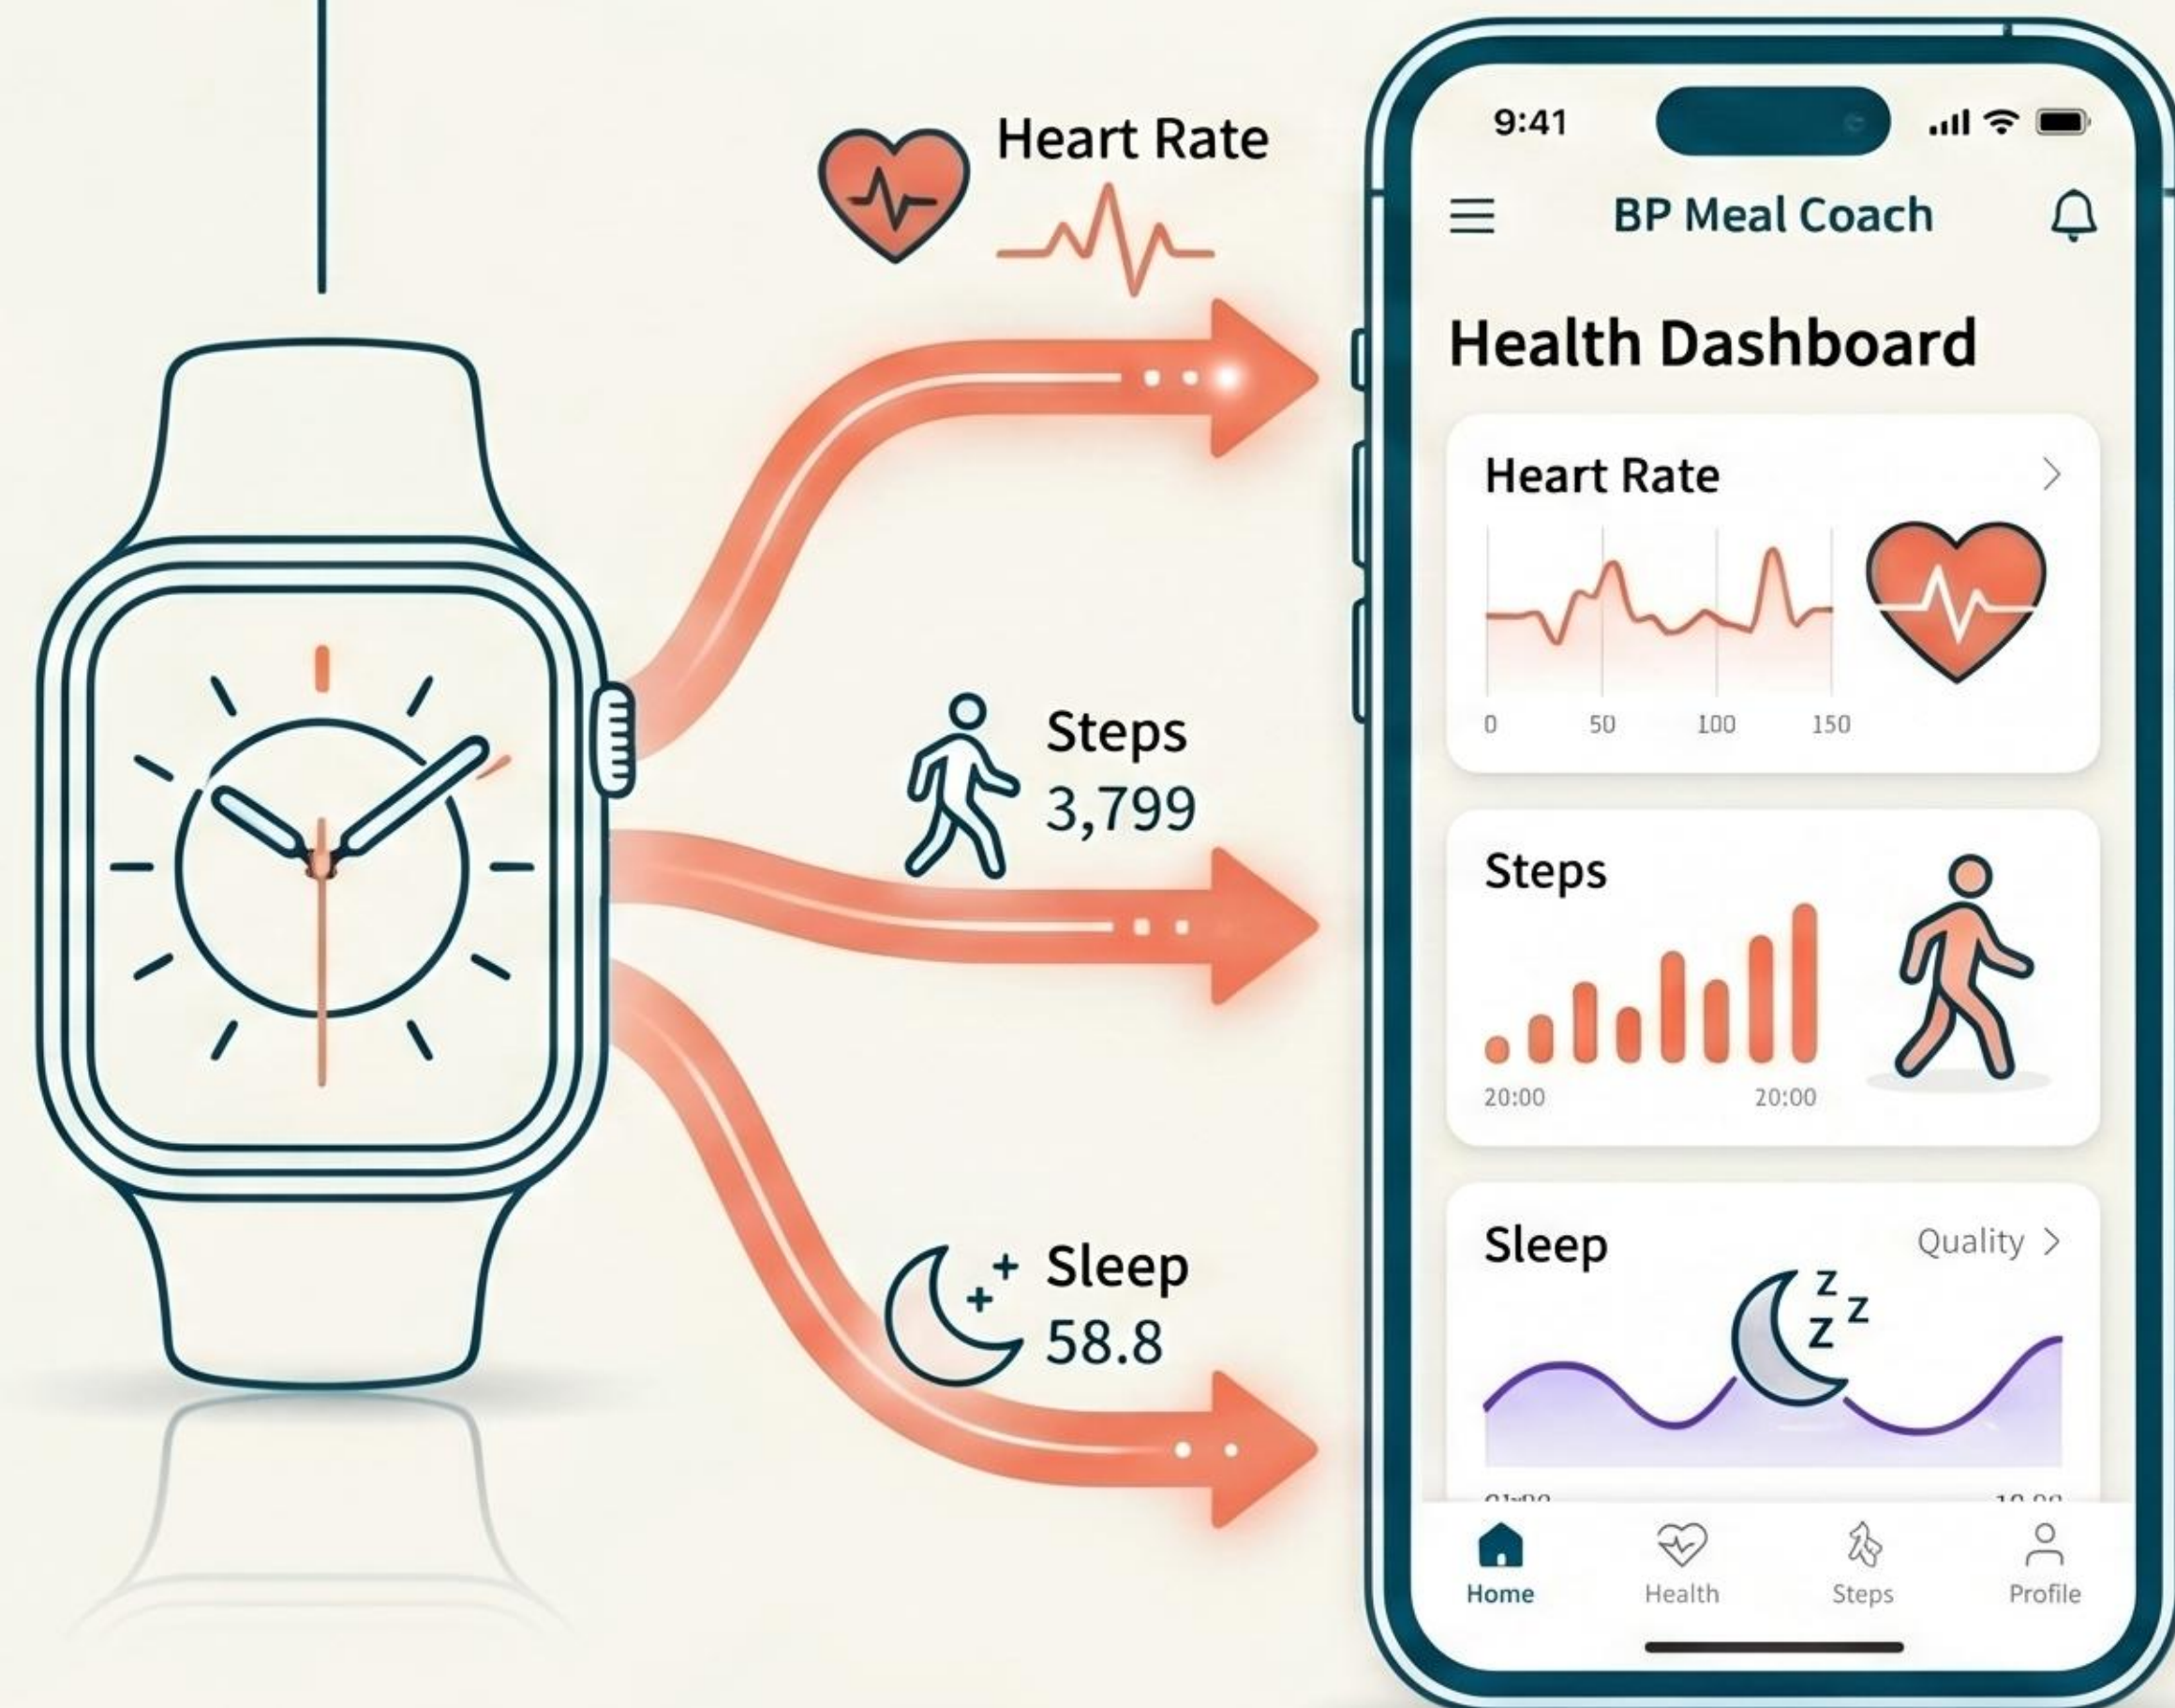 Heart Rate
Steps
3,799
Sleep
58.8
9:41
BP Meal Coach
Health Dashboard
Heart Rate
0 50 100 150
Steps
20:00 20:00
Sleep
Quality
z
z
z
Home Health Steps Profile